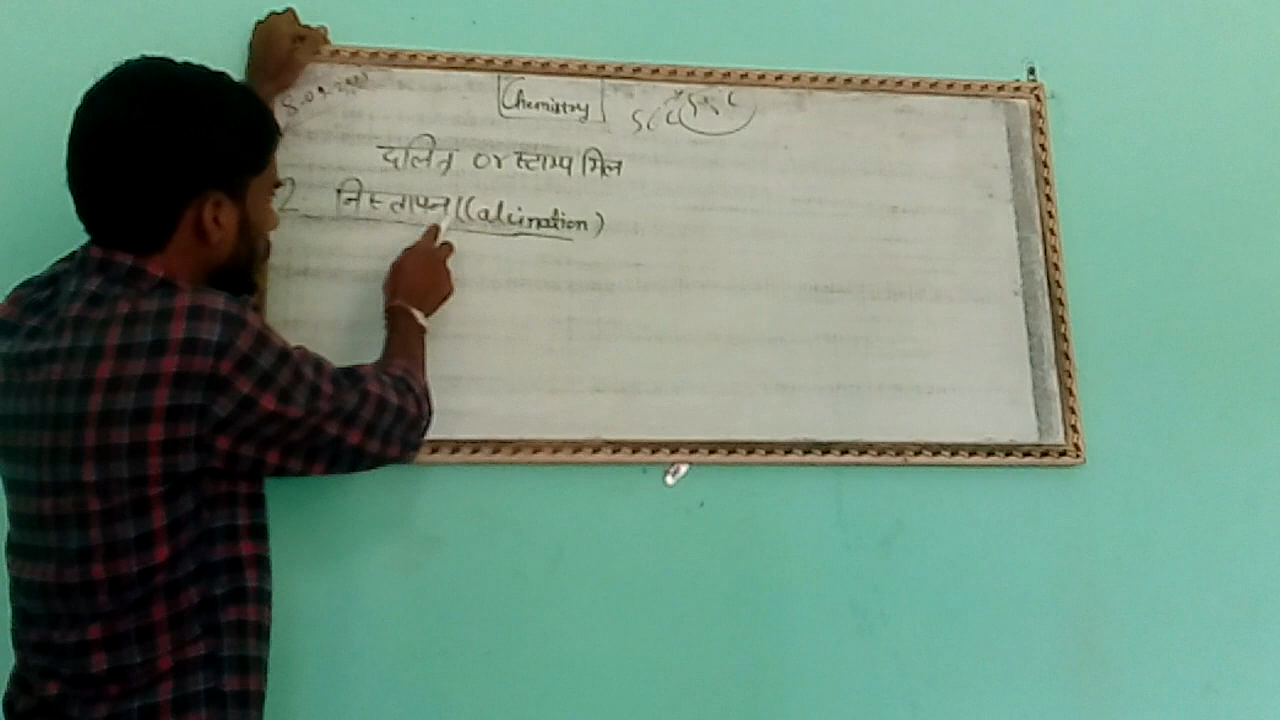 Chemistry
दलित्र or स्टाम्प मिल
2 निस्तापन (Calcination)